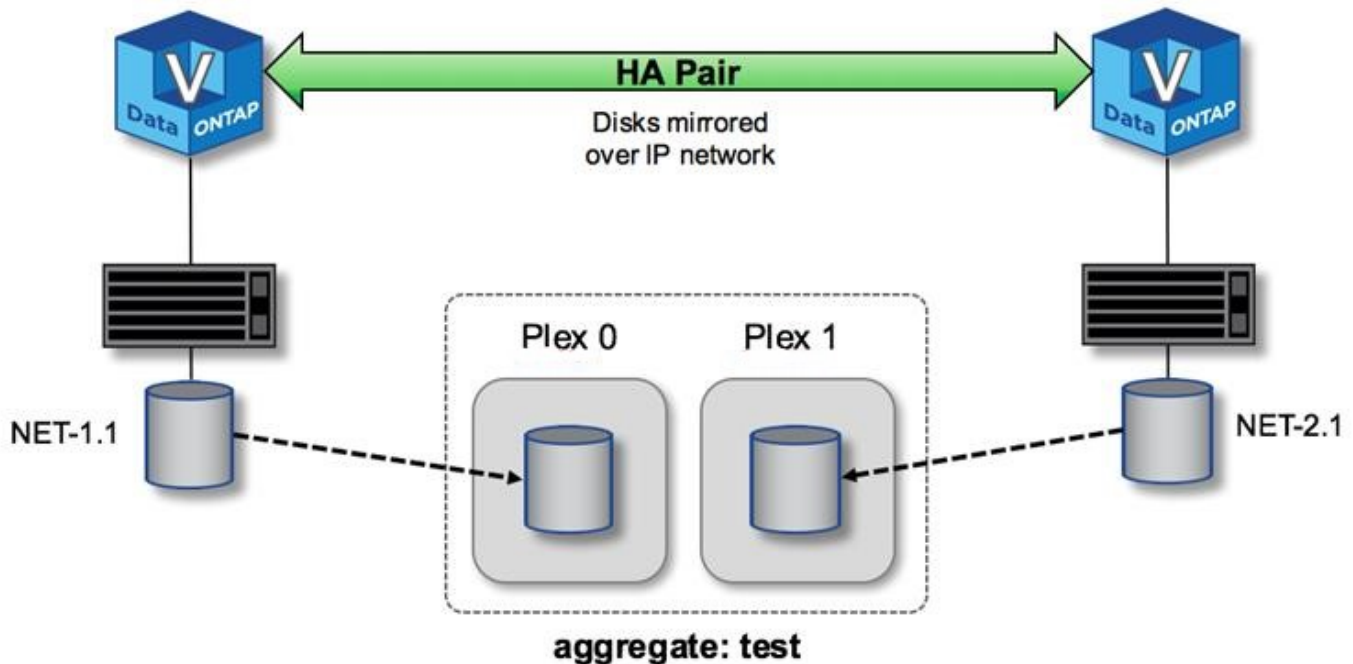 V
Data ONTAP
HA Pair
Disks mirrored
over IP network
V
Data ONTAP
Plex 0
Plex 1
NET-1.1
NET-2.1
aggregate: test